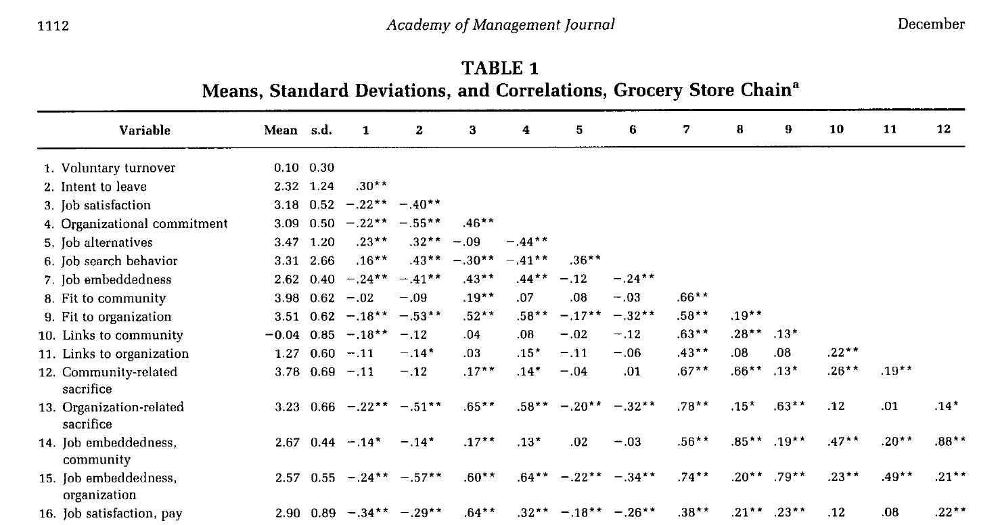 1112 Academy of Management Journal December
TABLE 1
Means, Standard Deviations, and Correlations, Grocery Store Chainᵃ
Variable Mean s.d. 1 2 3 4 5 6 7 8 9 10 11 12
1. Voluntary turnover 0.10 0.30
2. Intent to leave 2.32 1.24 .30**
3. Job satisfaction 3.18 0.52 −.22** −.40**
4. Organizational commitment 3.09 0.50 −.22** −.55** .46**
5. Job alternatives 3.47 1.20 .23** .32** −.09 −.44**
6. Job search behavior 3.31 2.66 .16** .43** −.30** −.41** .36**
7. Job embeddedness 2.62 0.40 −.24** −.41** .43** .44** −.12 −.24**
8. Fit to community 3.98 0.62 −.02 −.09 .19** .07 .08 −.03 .66**
9. Fit to organization 3.51 0.62 −.18** −.53** .52** .58** −.17** −.32** .58** .19**
10. Links to community −0.04 0.85 −.18** −.12 .04 .08 −.02 −.12 .63** .28** .13*
11. Links to organization 1.27 0.60 −.11 −.14* .03 .15* −.11 −.06 .43** .08 .08 .22**
12. Community-related 3.78 0.69 −.11 −.12 .17** .14* −.04 .01 .67** .66** .13* .26** .19**
sacrifice
13. Organization-related 3.23 0.66 −.22** −.51** .65** .58** −.20** −.32** .78** .15* .63** .12 .01 .14*
sacrifice
14. Job embeddedness, 2.67 0.44 −.14* −.14* .17** .13* .02 −.03 .56** .85** .19** .47** .20** .88**
community
15. Job embeddedness, 2.57 0.55 −.24** −.57** .60** .64** −.22** −.34** .74** .20** .79** .23** .49** .21**
organization
16. Job satisfaction, pay 2.90 0.89 −.34** −.29** .64** .32** −.18** −.26** .38** .21** .23** .12 .08 .22**